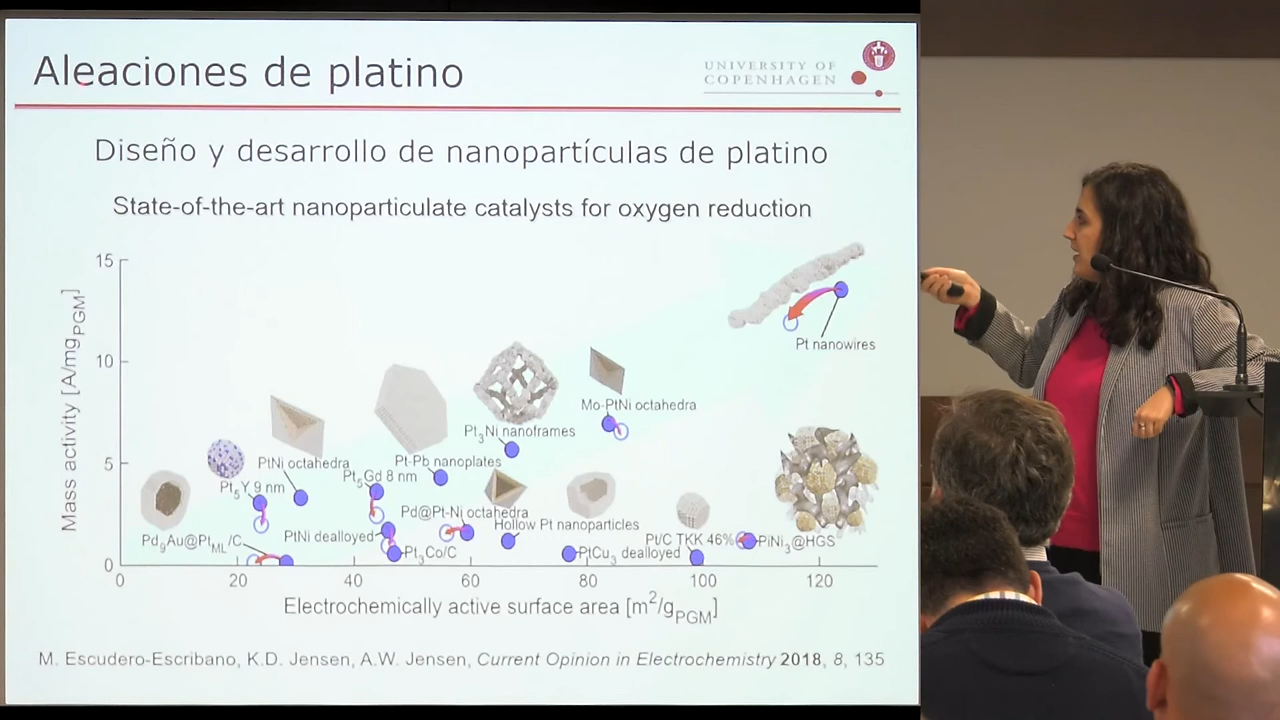 Aleaciones de platino
UNIVERSITY OF
COPENHAGEN
Diseño y desarrollo de nanopartículas de platino
State-of-the-art nanoparticulate catalysts for oxygen reduction
Mass activity [A/mgPGM]
15
10
5
0
Pt nanowires
Mo-PtNi octahedra
Pt3Ni nanoframes
PtNi octahedra
Pt-Pb nanoplates
Pt5Gd 8 nm
Pt5Y 9 nm
Pd@Pt-Ni octahedra
Hollow Pt nanoparticles
PtNi dealloyed
Pd9Au@PtML/C
Pt3Co/C
PtCu3 dealloyed
Pt/C TKK 46%
PiNi3@HGS
0 20 40 60 80 100 120
Electrochemically active surface area [m2/gPGM]
M. Escudero-Escribano, K.D. Jensen, A.W. Jensen, Current Opinion in Electrochemistry 2018, 8, 135